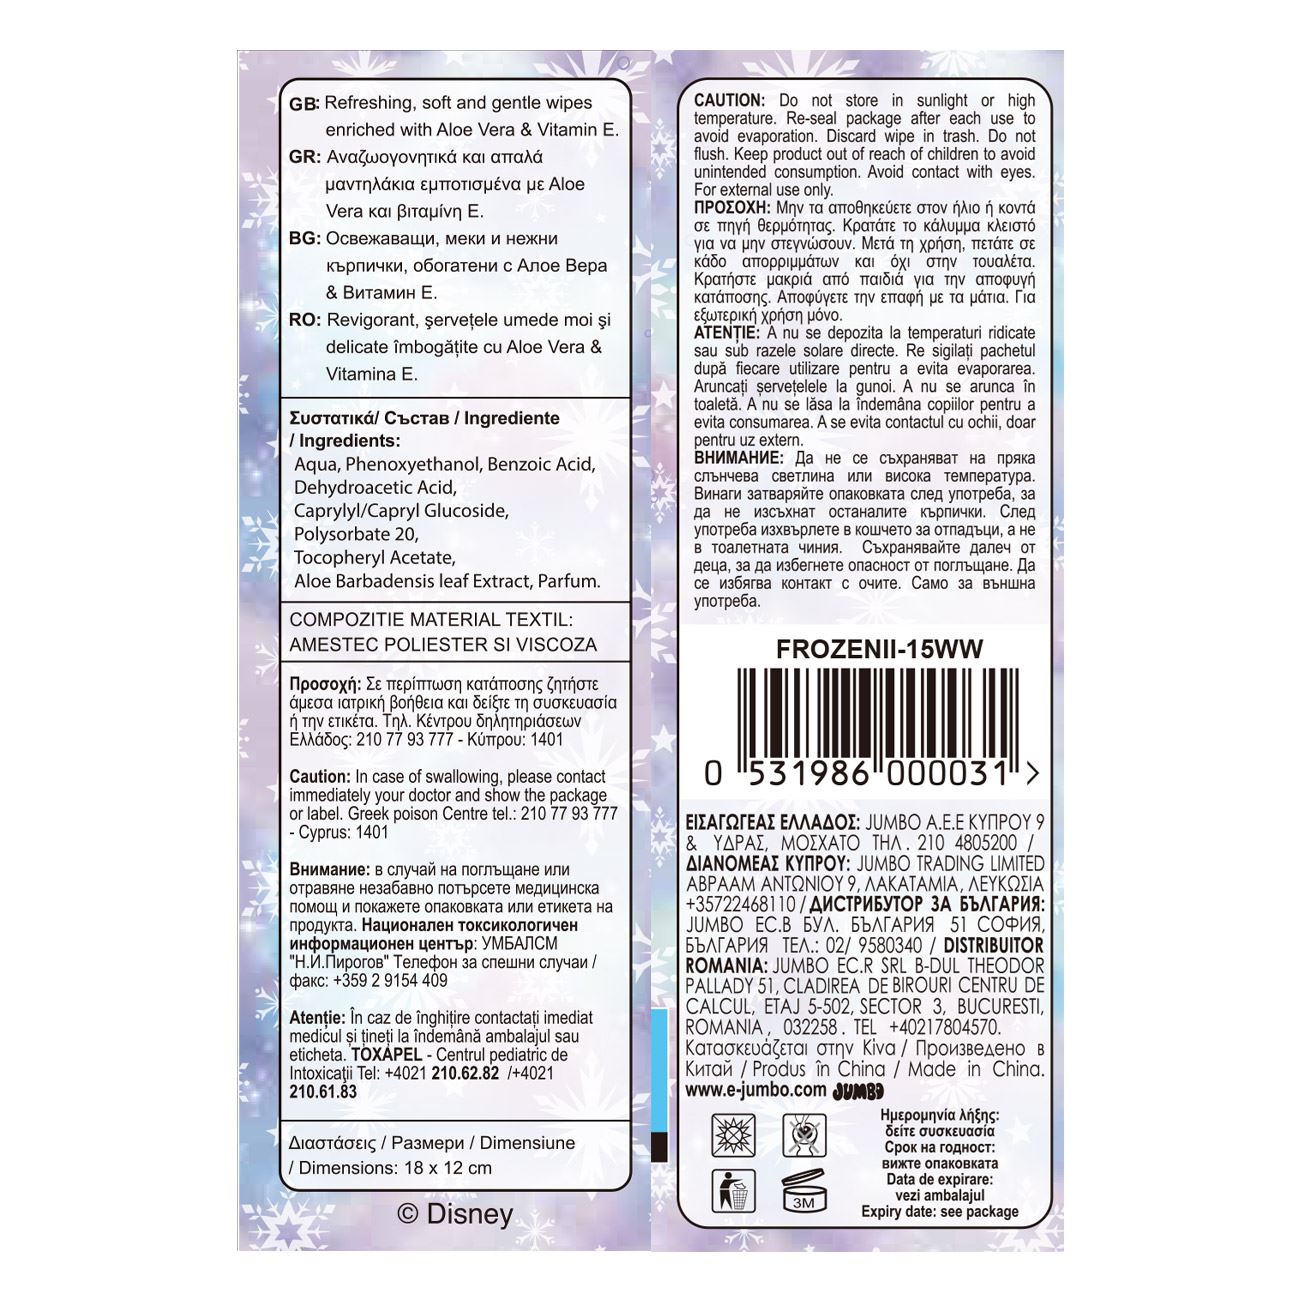 GB: Refreshing, soft and gentle wipes
enriched with Aloe Vera & Vitamin E.
GR: Αναζωογονητικά και απαλά
μαντηλάκια εμποτισμένα με Aloe
Vera και βιταμίνη E.
BG: Освежаващи, меки и нежни
кърпички, обогатени с Алое Вера
& Витамин Е.
RO: Revigorant, şerveţele umede moi şi
delicate îmbogăţite cu Aloe Vera &
Vitamina E.
Συστατικά/ Състав / Ingrediente
/ Ingredients:
Aqua, Phenoxyethanol, Benzoic Acid,
Dehydroacetic Acid,
Caprylyl/Capryl Glucoside,
Polysorbate 20,
Tocopheryl Acetate,
Aloe Barbadensis leaf Extract, Parfum.
COMPOZITIE MATERIAL TEXTIL:
AMESTEC POLIESTER SI VISCOZA
Προσοχή: Σε περίπτωση κατάποσης ζητήστε
άμεσα ιατρική βοήθεια και δείξτε τη συσκευασία
ή την ετικέτα. Τηλ. Κέντρου δηλητηριάσεων
Ελλάδος: 210 77 93 777 - Κύπρου: 1401
Caution: In case of swallowing, please contact
immediately your doctor and show the package
or label. Greek poison Centre tel.: 210 77 93 777
- Cyprus: 1401
Внимание: в случай на поглъщане или
отравяне незабавно потърсете медицинска
помощ и покажете опаковката или етикета на
продукта. Национален токсикологичен
информационен център: УМБАЛСМ
"Н.И.Пирогов" Телефон за спешни случаи /
факс: +359 2 9154 409
Atenție: În caz de înghițire contactați imediat
medicul și țineți la îndemână ambalajul sau
eticheta. TOXAPEL - Centrul pediatric de
Intoxicații Tel: +4021 210.62.82 /+4021
210.61.83
Διαστάσεις / Размери / Dimensiune
/ Dimensions: 18 x 12 cm
© Disney
CAUTION: Do not store in sunlight or high
temperature. Re-seal package after each use to
avoid evaporation. Discard wipe in trash. Do not
flush. Keep product out of reach of children to avoid
unintended consumption. Avoid contact with eyes.
For external use only.
ΠΡΟΣΟΧΗ: Μην τα αποθηκεύετε στον ήλιο ή κοντά
σε πηγή θερμότητας. Κρατάτε το κάλυμμα κλειστό
για να μην στεγνώσουν. Μετά τη χρήση, πετάτε σε
κάδο απορριμμάτων και όχι στην τουαλέτα.
Κρατήστε μακριά από παιδιά για την αποφυγή
κατάποσης. Αποφύγετε την επαφή με τα μάτια. Για
εξωτερική χρήση μόνο.
ATENȚIE: A nu se depozita la temperaturi ridicate
sau sub razele solare directe. Re sigilați pachetul
după fiecare utilizare pentru a evita evaporarea.
Aruncați șervețelele la gunoi. A nu se arunca în
toaletă. A nu se lăsa la îndemâna copiilor pentru a
evita consumarea. A se evita contactul cu ochii, doar
pentru uz extern.
ВНИМАНИЕ: Да не се съхраняват на пряка
слънчева светлина или висока температура.
Винаги затваряйте опаковката след употреба, за
да не изсъхнат останалите кърпички. След
употреба изхвърлете в кошчето за отпадъци, а не
в тоалетната чиния. Съхранявайте далеч от
деца, за да избегнете опасност от поглъщане. Да
се избягва контакт с очите. Само за външна
употреба.
FROZENII-15WW
0 531986 000031 >
ΕΙΣΑΓΩΓΕΑΣ ΕΛΛΑΔΟΣ: JUMBO A.E.E ΚΥΠΡΟΥ 9
& ΥΔΡΑΣ, ΜΟΣΧΑΤΟ ΤΗΛ. 210 4805200 /
ΔΙΑΝΟΜΕΑΣ ΚΥΠΡΟΥ: JUMBO TRADING LIMITED
ΑΒΡΑΑΜ ΑΝΤΩΝΙΟΥ 9, ΛΑΚΑΤΑΜΙΑ, ΛΕΥΚΩΣΙΑ
+35722468110 / ДИСТРИБУТОР ЗА БЪЛГАРИЯ:
JUMBO EC.B БУЛ. БЪЛГАРИЯ 51 СОФИЯ,
БЪЛГАРИЯ ТЕЛ.: 02/ 9580340 / DISTRIBUITOR
ROMANIA: JUMBO EC.R SRL B-DUL THEODOR
PALLADY 51, CLADIREA DE BIROURI CENTRU DE
CALCUL, ETAJ 5-502, SECTOR 3, BUCURESTI,
ROMANIA , 032258 . TEL +40217804570.
Κατασκευάζεται στην Κίνα / Произведено в
Китай / Produs în China / Made in China.
www.e-jumbo.com JUMBO
3M
Ημερομηνία λήξης:
δείτε συσκευασία
Срок на годност:
вижте опаковката
Data de expirare:
vezi ambalajul
Expiry date: see package